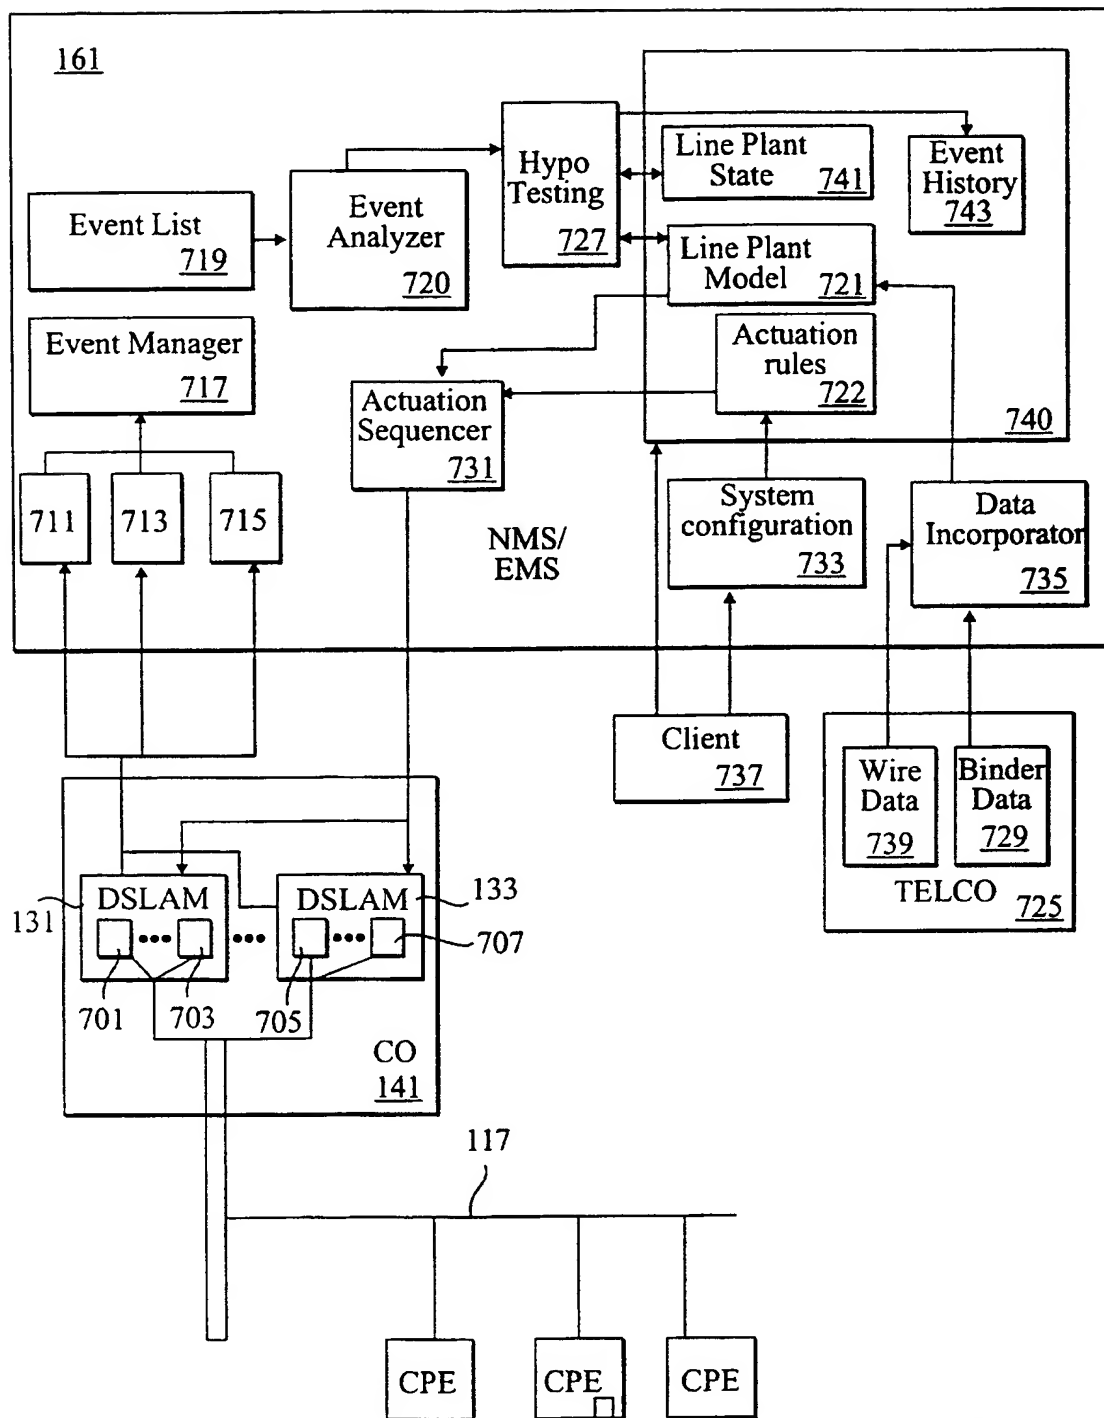 161
Event List
719
Event
Analyzer
720
Hypo
Testing
727
Line Plant
State
741
Event
History
743
Line Plant
Model
721
Actuation
rules
722
740
Event Manager
717
Actuation
Sequencer
731
711
713
715
NMS/
EMS
System
configuration
733
Data
Incorporator
735
Client
737
Wire
Data
739
Binder
Data
729
TELCO
725
DSLAM
131
DSLAM
133
701
703
705
707
CO
141
117
CPE
CPE
CPE